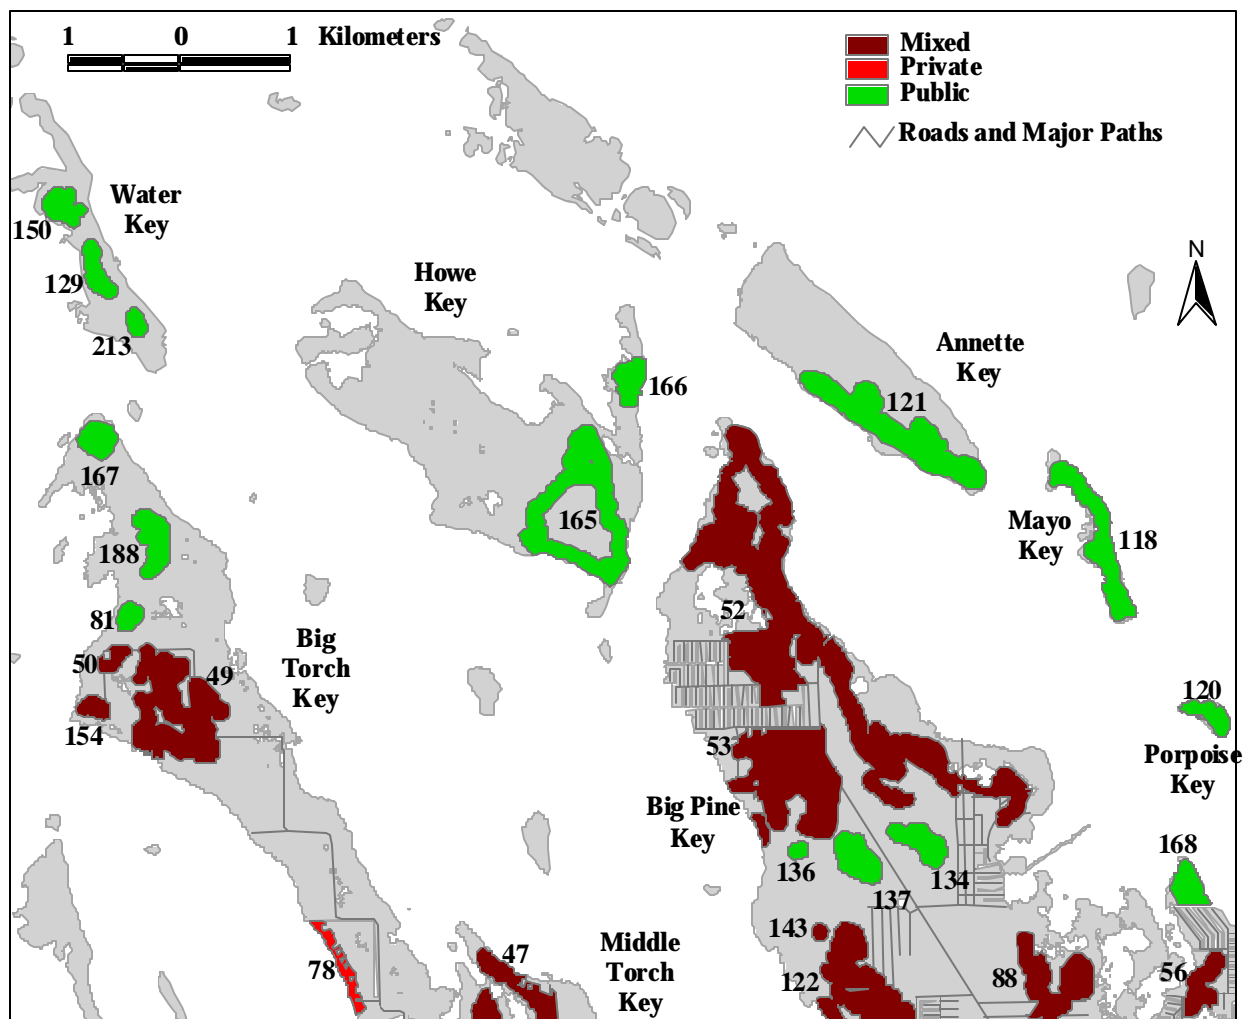 1 0 1 Kilometers
Mixed
Private
Public
Roads and Major Paths
Water
Key
150
129
213
Howe
Key
N
166
Annette
Key
121
167
165
Mayo
Key
118
188
81
52
50
49
Big
Torch
Key
154
53
120
Porpoise
Key
Big Pine
Key
136
137
134
168
143
78
47
Middle
Torch
Key
122
88
56